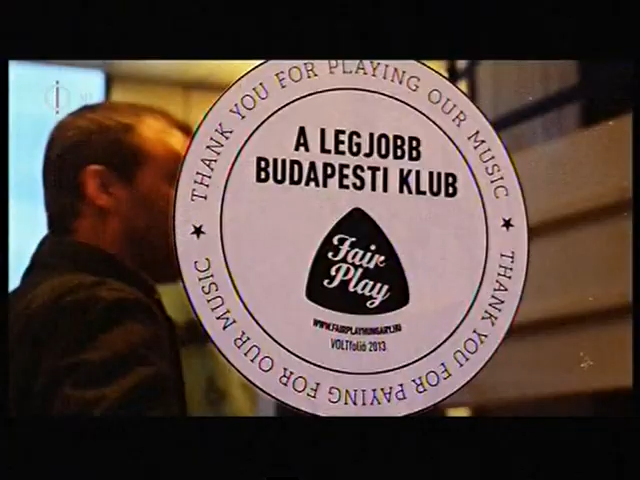 THANK YOU FOR PLAYING OUR MUSIC
A LEGJOBB
BUDAPESTI KLUB
Fair
Play
WWW.FAIRPLAYHUNGARY.HU
VOLTfolió 2013
THANK YOU FOR PAYING FOR OUR MUSIC